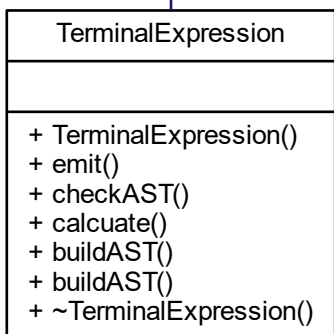 TerminalExpression
+ TerminalExpression()
+ emit()
+ checkAST()
+ calcuate()
+ buildAST()
+ buildAST()
+ ~TerminalExpression()